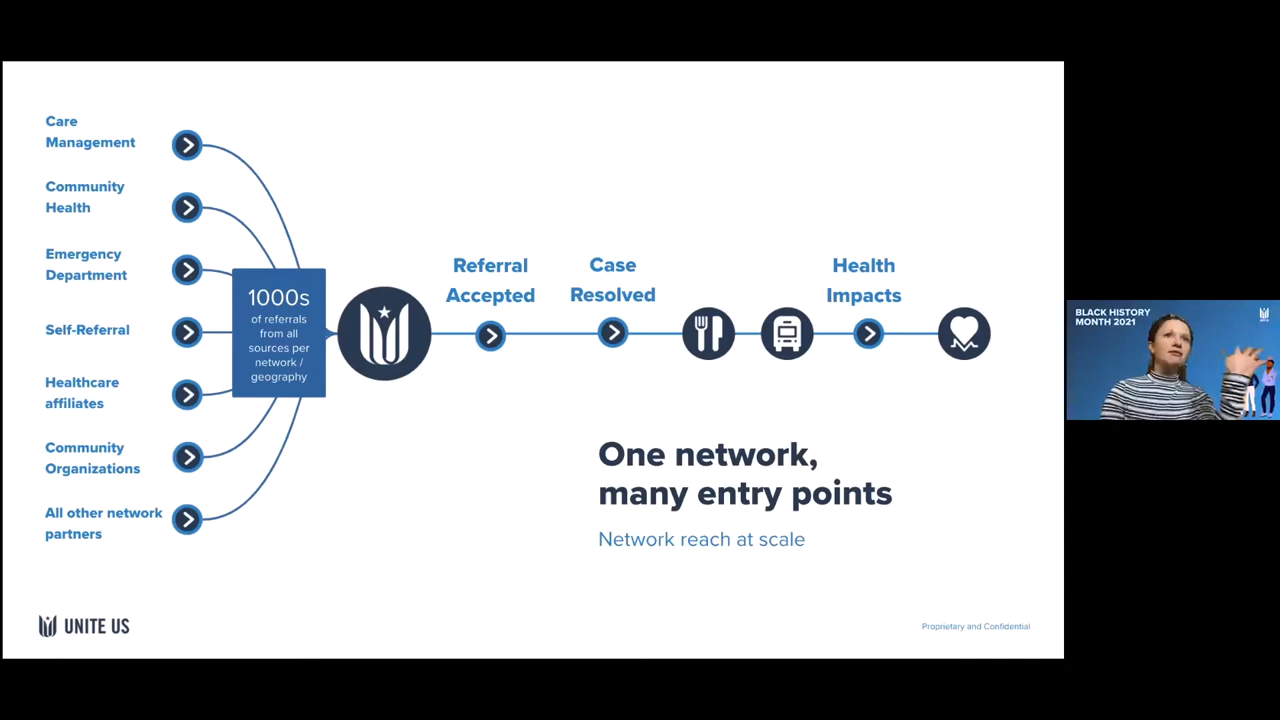 Care
Management
Community
Health
Emergency
Department
Self-Referral
Healthcare
affiliates
Community
Organizations
All other network
partners
1000s
of referrals
from all
sources per
network /
geography
Referral
Accepted
Case
Resolved
Health
Impacts
One network,
many entry points
Network reach at scale
UNITE US
Proprietary and Confidential
BLACK HISTORY
MONTH 2021